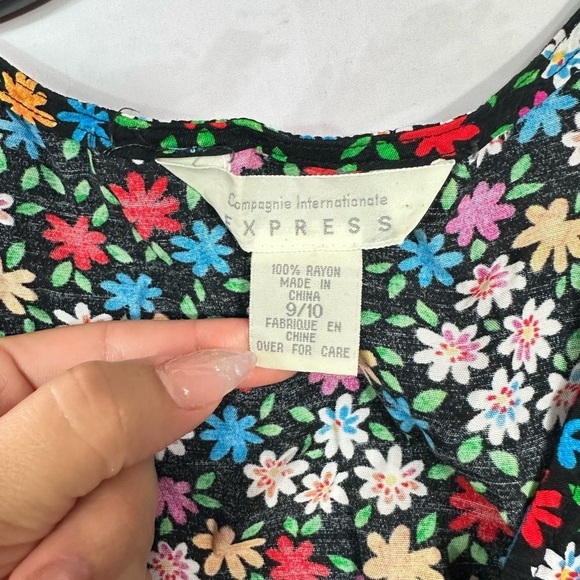 Compagnie Internationale
EXPRESS
100% RAYON
MADE IN
CHINA
9/10
FABRIQUE EN
CHINE
OVER FOR CARE